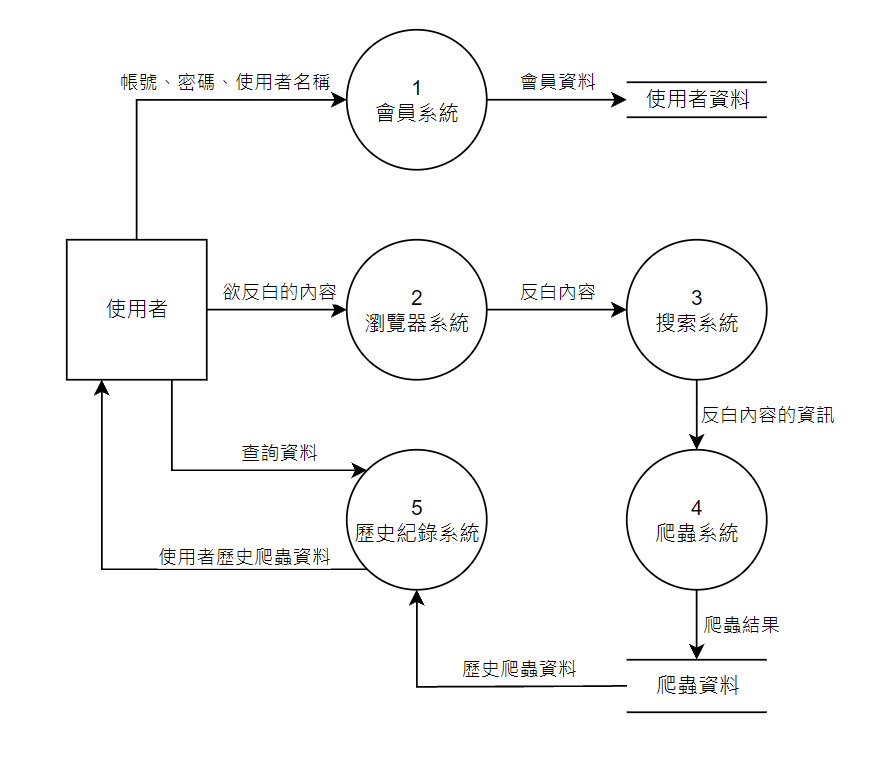 帳號、密碼、使用者名稱
1
會員系統
會員資料
使用者資料
使用者
欲反白的內容
2
瀏覽器系統
反白內容
3
搜索系統
反白內容的資訊
查詢資料
5
歷史紀錄系統
4
爬蟲系統
使用者歷史爬蟲資料
爬蟲結果
歷史爬蟲資料
爬蟲資料